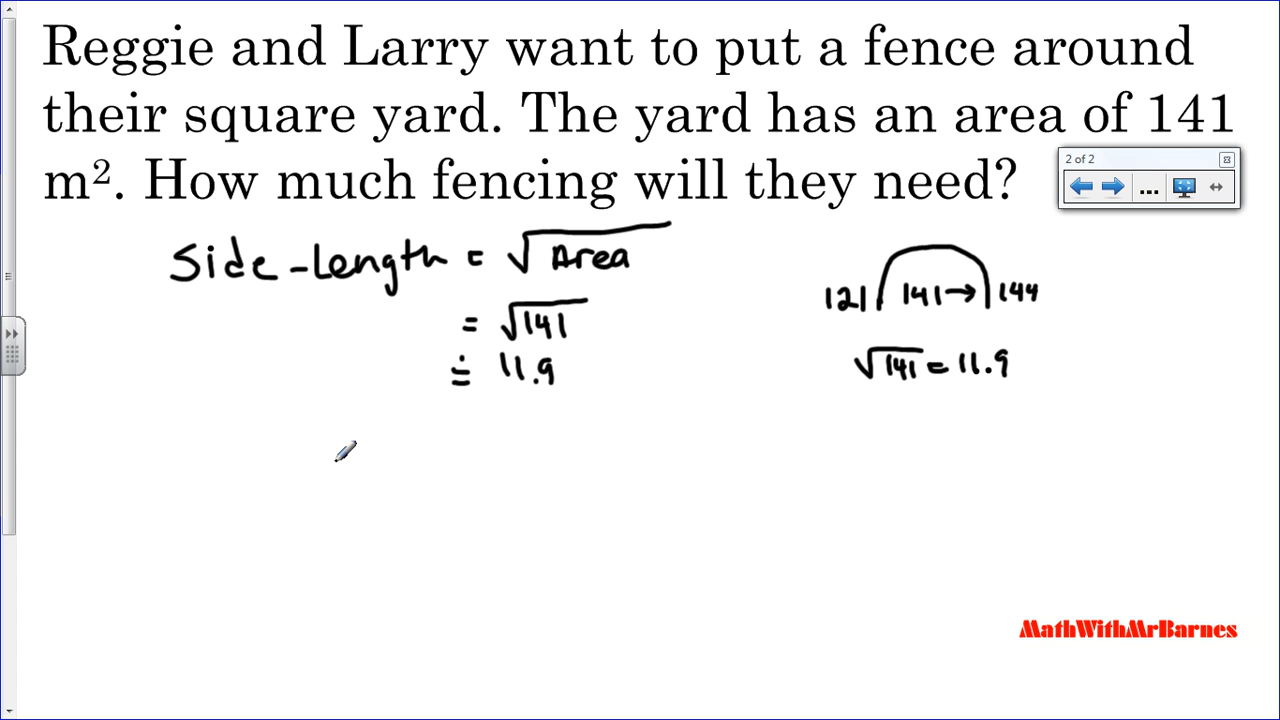 Reggie and Larry want to put a fence around
their square yard. The yard has an area of 141
m². How much fencing will they need?
2 of 2
Side-Length = √Area
= √141
≐ 11.9
121 141→ 144
√141 = 11.9
MathWithMrBarnes